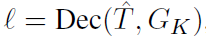 ℓ = Dec(T̂, G_K)